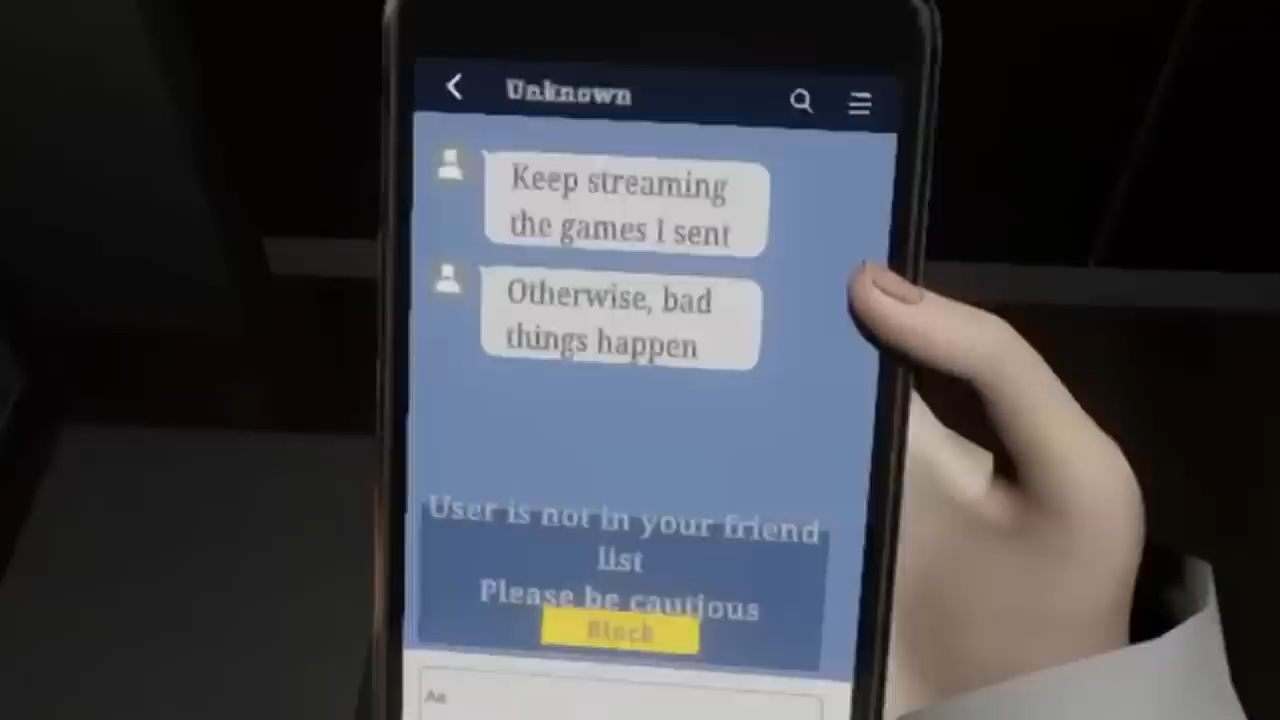 Unknown
Keep streaming
the games I sent
Otherwise, bad
things happen
User is not in your friend
list
Please be cautious
Block
Aa